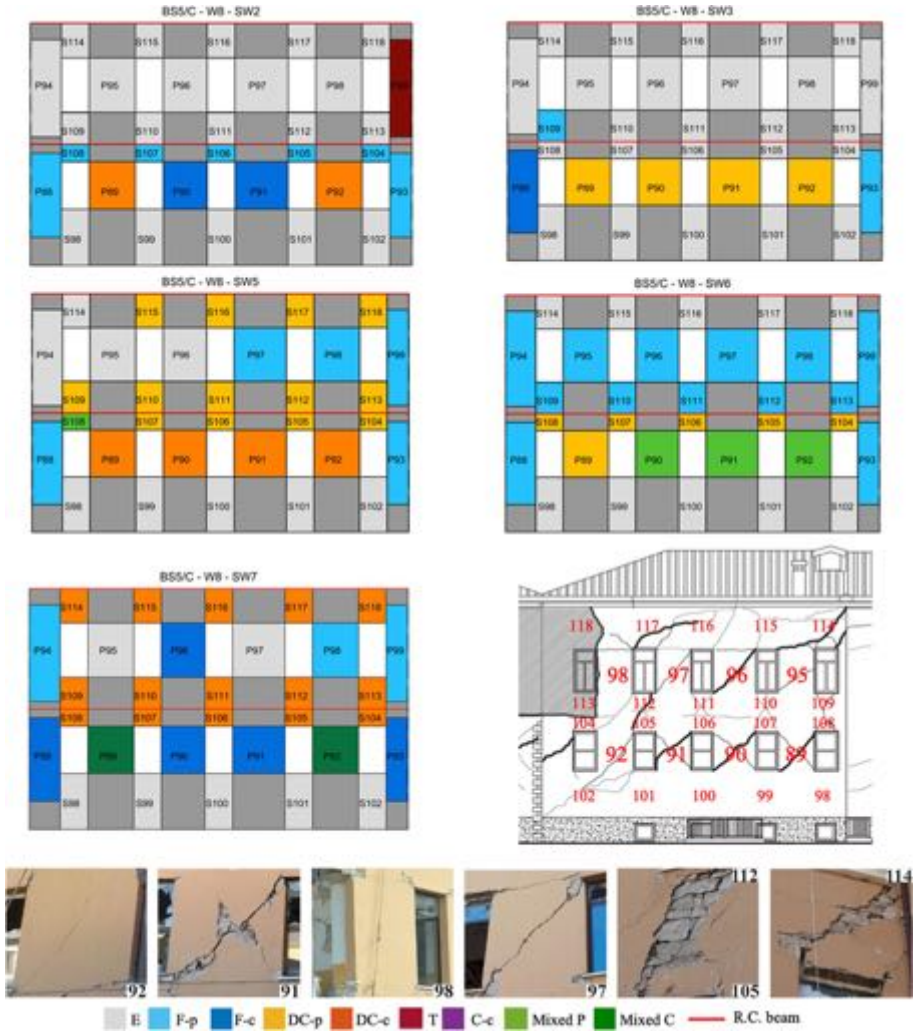 BS5/C - W8 - SW2
S114 S115 S116 S117 S118
P94 P95 P96 P97 P98
S109 S110 S111 S112 S113
S108 S107 S106 S105 S104
P88 P89 P90 P91 P92 P93
S98 S99 S100 S101 S102
BS5/C - W8 - SW3
S114 S115 S116 S117 S118
P94 P95 P96 P97 P98 P99
S109 S110 S111 S112 S113
S108 S107 S106 S105 S104
P88 P89 P90 P91 P92 P93
S98 S99 S100 S101 S102
BS5/C - W8 - SW5
S114 S115 S116 S117 S118
P94 P95 P96 P97 P98 P99
S109 S110 S111 S112 S113
S108 S107 S106 S105 S104
P88 P89 P90 P91 P92 P93
S98 S99 S100 S101 S102
BS5/C - W8 - SW6
S114 S115 S116 S117 S118
P94 P95 P96 P97 P98 P99
S109 S110 S111 S112 S113
S108 S107 S106 S105 S104
P88 P89 P90 P91 P92 P93
S98 S99 S100 S101 S102
BS5/C - W8 - SW7
S114 S115 S116 S117 S118
P94 P95 P96 P97 P98 P99
S109 S110 S111 S112 S113
S108 S107 S106 S105 S104
P88 P89 P90 P91 P92 P93
S98 S99 S100 S101 S102
118 117 116 115 114
98 97 96 95
113 112 111 110 109
104 105 106 107 108
92 91 90 89
102 101 100 99 98
92 91 98 97 112 105 114
E F-p F-c DC-p DC-c T C-c Mixed P Mixed C R.C. beam